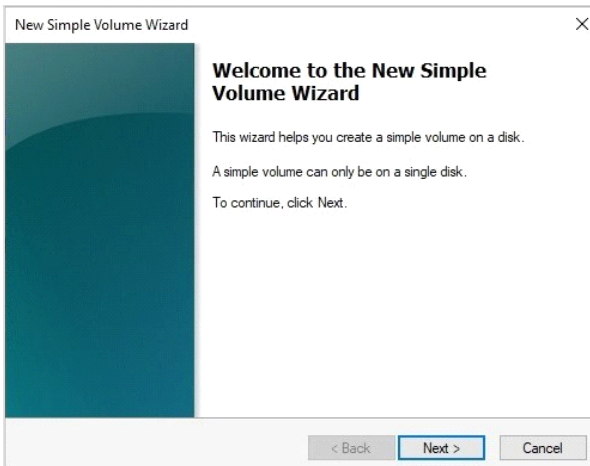 New Simple Volume Wizard
Welcome to the New Simple
Volume Wizard
This wizard helps you create a simple volume on a disk.
A simple volume can only be on a single disk.
To continue, click Next.
< Back Next > Cancel